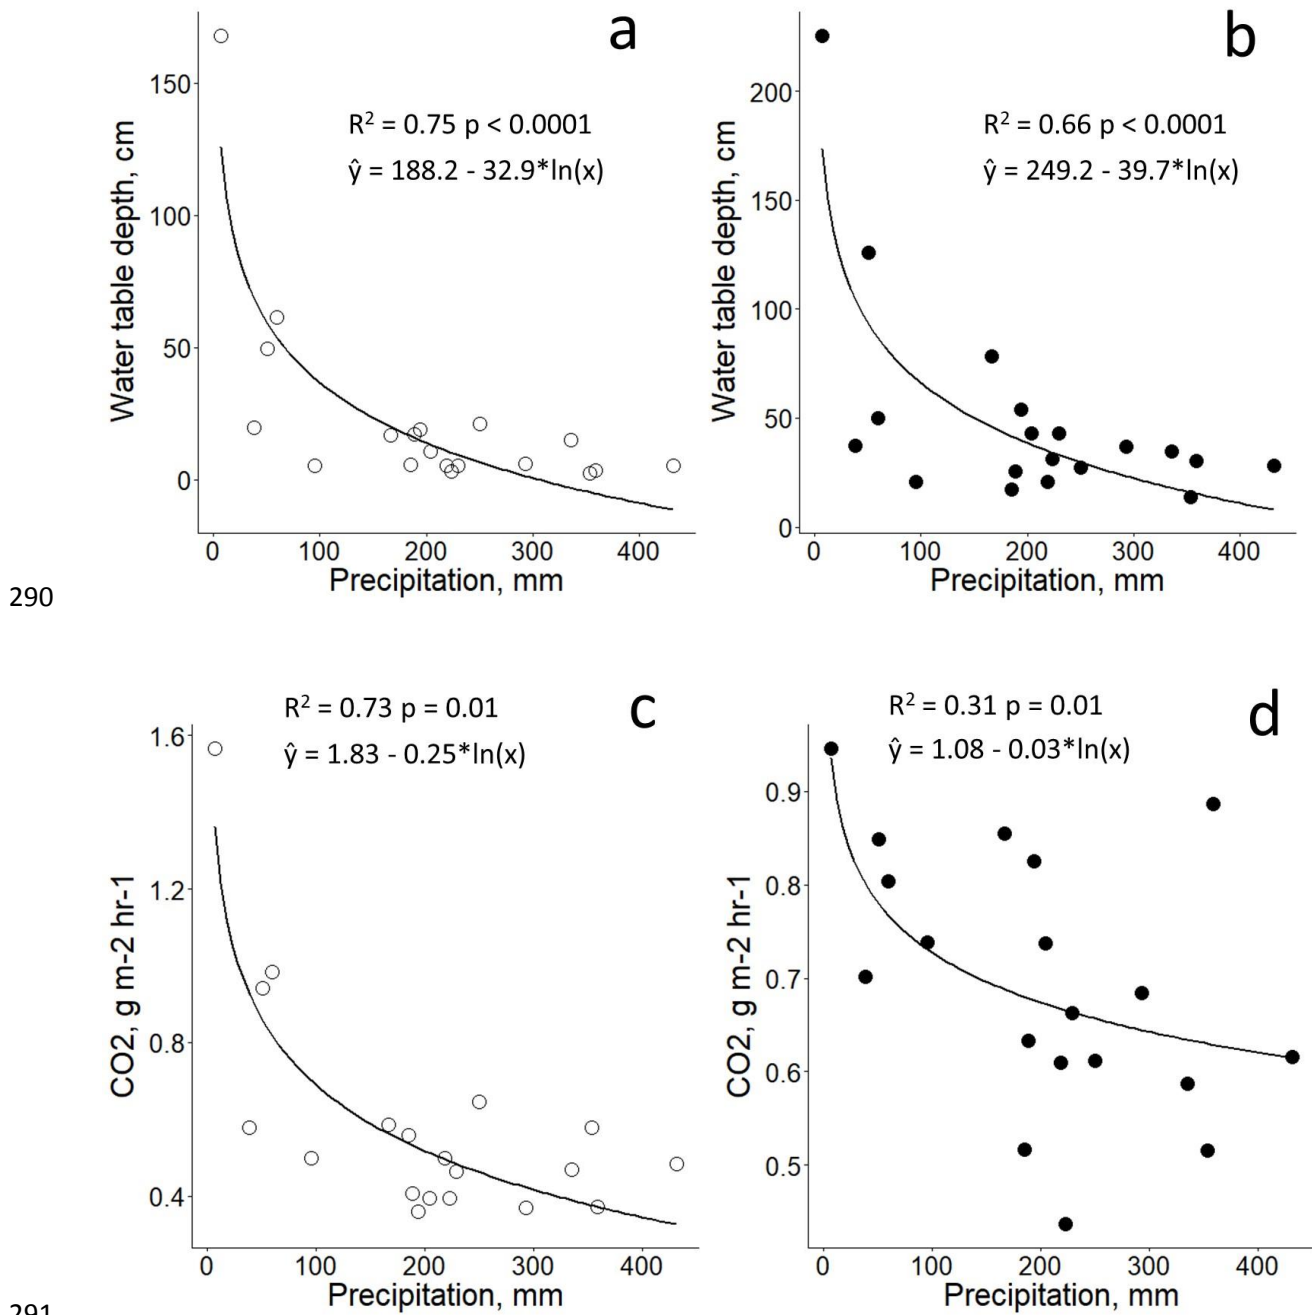 a
R² = 0.75 p < 0.0001
ŷ = 188.2 - 32.9*ln(x)
Water table depth, cm
150
100
50
0
0 100 200 300 400
Precipitation, mm
b
R² = 0.66 p < 0.0001
ŷ = 249.2 - 39.7*ln(x)
Water table depth, cm
200
150
100
50
0
0 100 200 300 400
Precipitation, mm
290
c
R² = 0.73 p = 0.01
ŷ = 1.83 - 0.25*ln(x)
CO2, g m-2 hr-1
1.6
1.2
0.8
0.4
0 100 200 300 400
Precipitation, mm
d
R² = 0.31 p = 0.01
ŷ = 1.08 - 0.03*ln(x)
CO2, g m-2 hr-1
0.9
0.8
0.7
0.6
0.5
0 100 200 300 400
Precipitation, mm
291